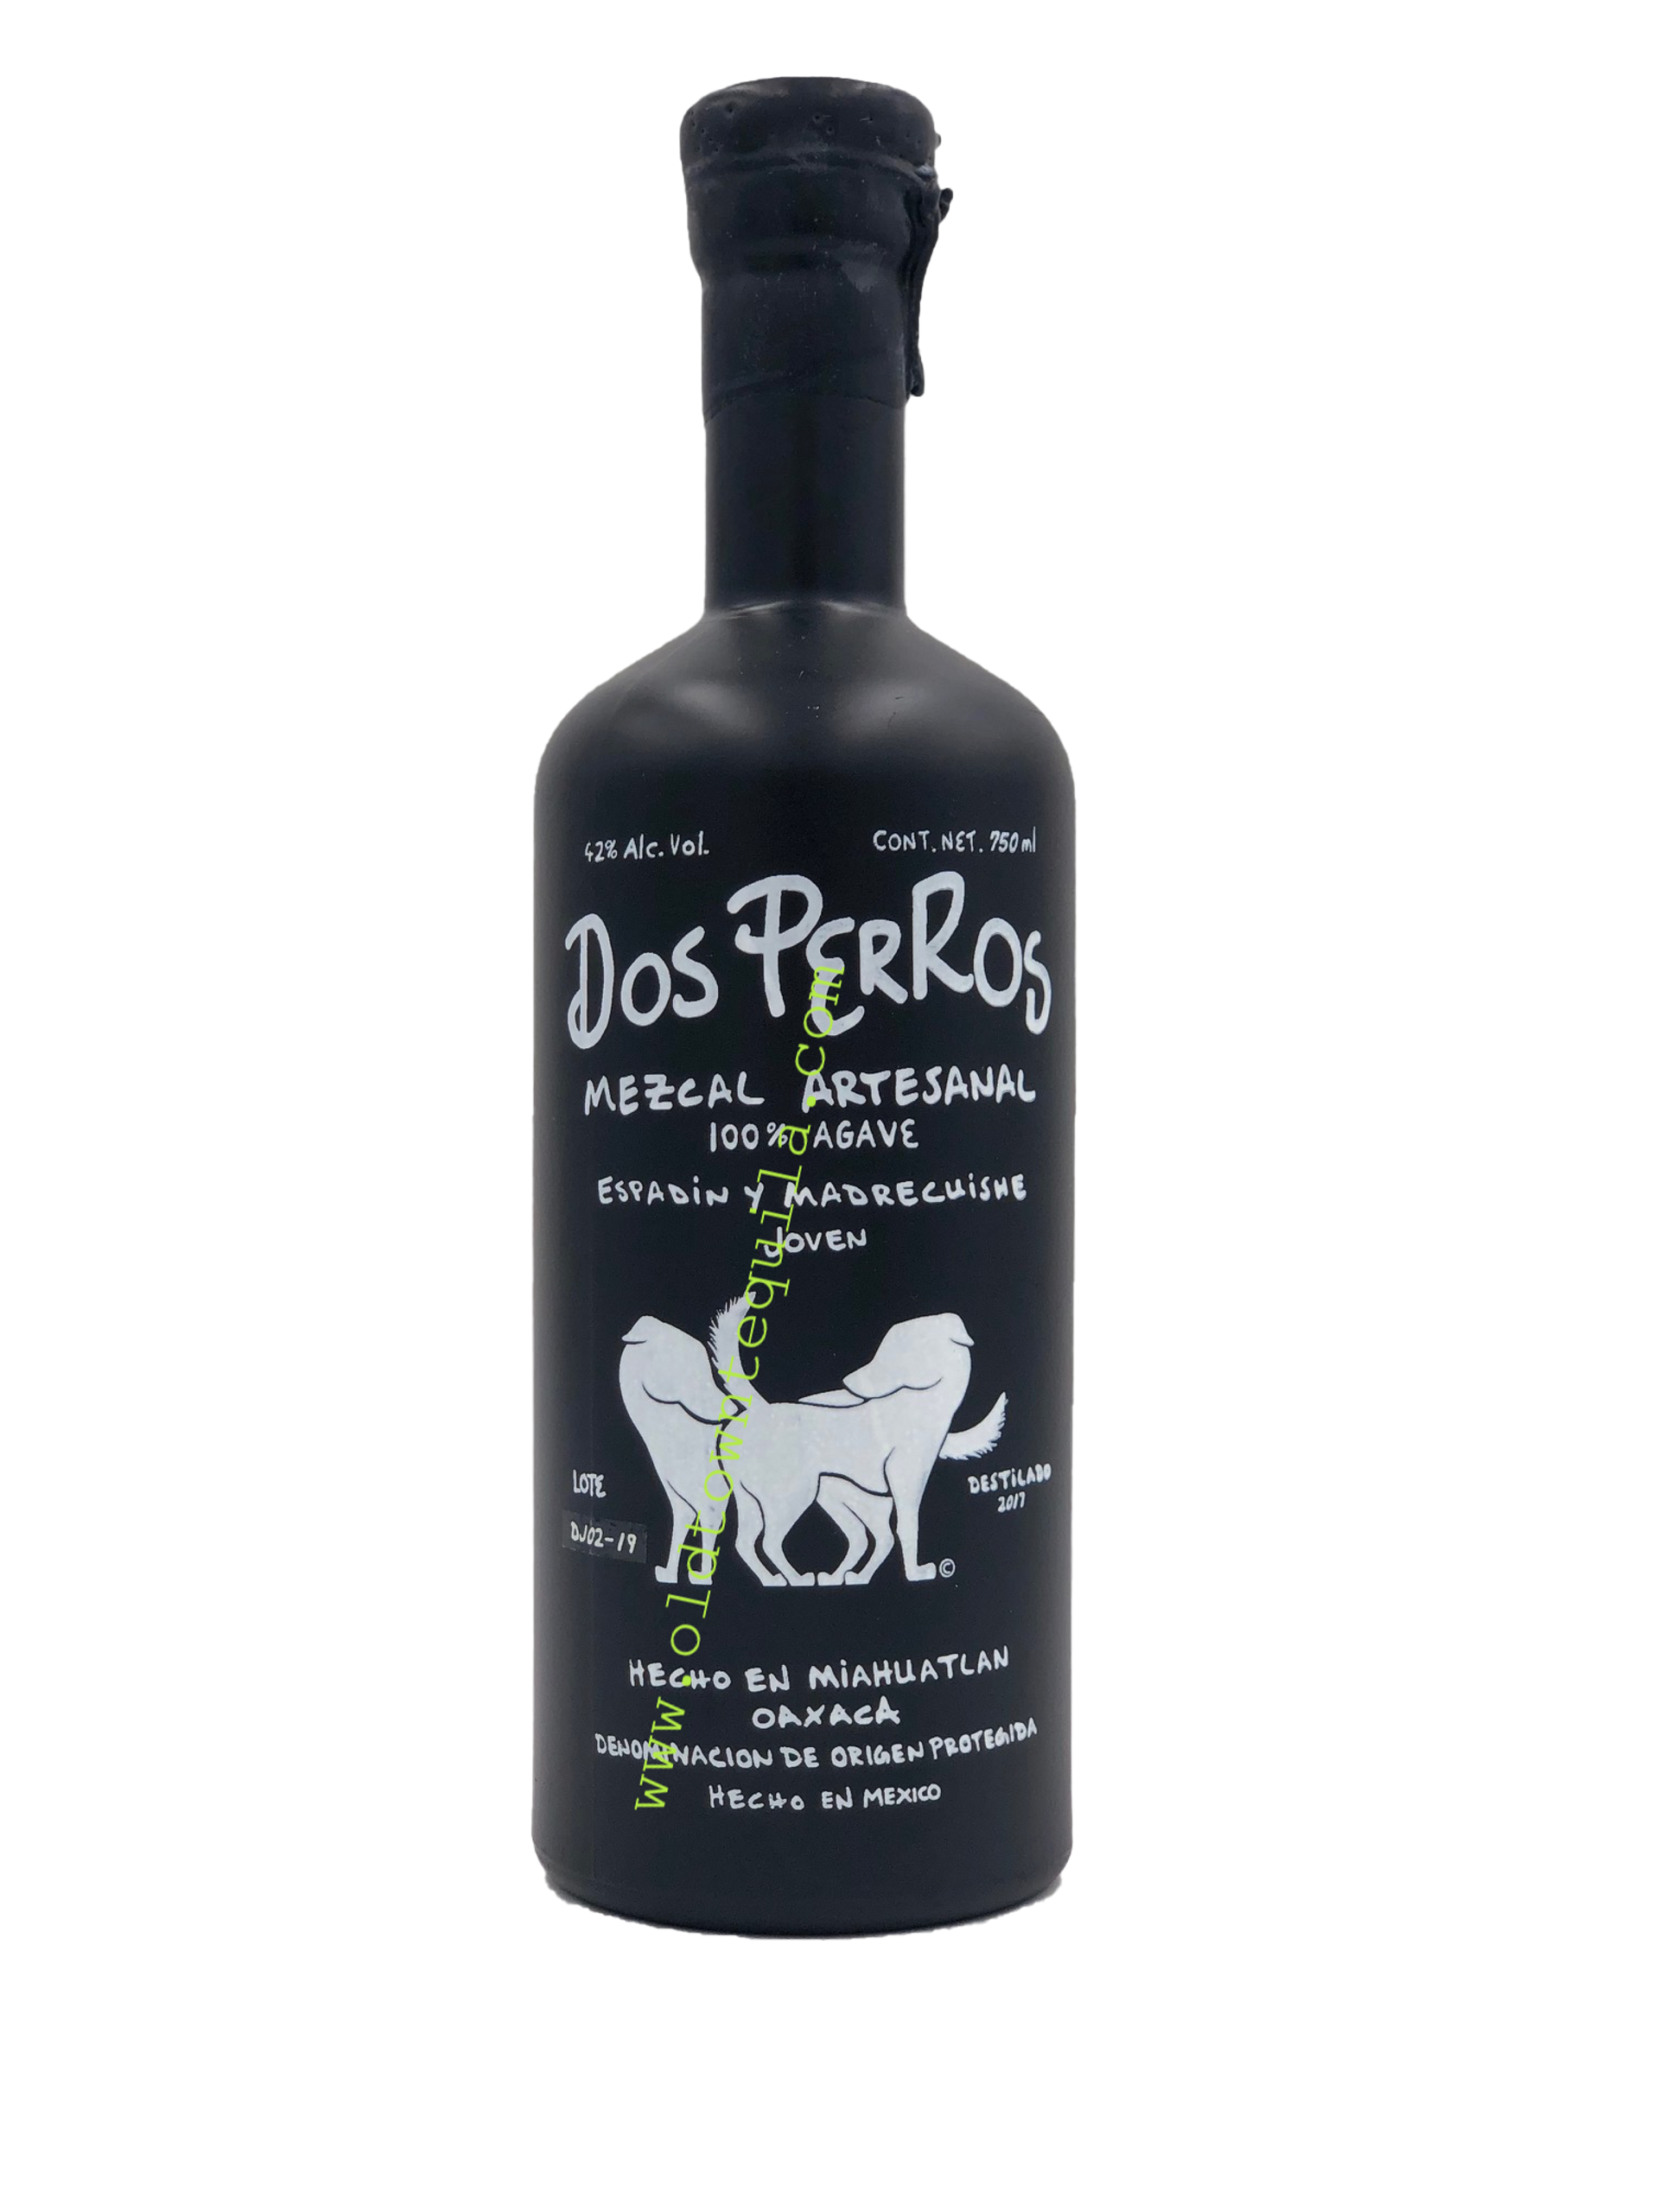 42% Alc. Vol. CONT. NET. 750 ml
DOS PERROS
MEZCAL ARTESANAL
100% AGAVE
ESPADIN Y MADRECUISHE
JOVEN
LOTE
DJ02-19
DESTILADO
2017
©
HECHO EN MIAHUATLAN
OAXACA
DENOMINACION DE ORIGEN PROTEGIDA
HECHO EN MEXICO
www.oldtowntequila.com